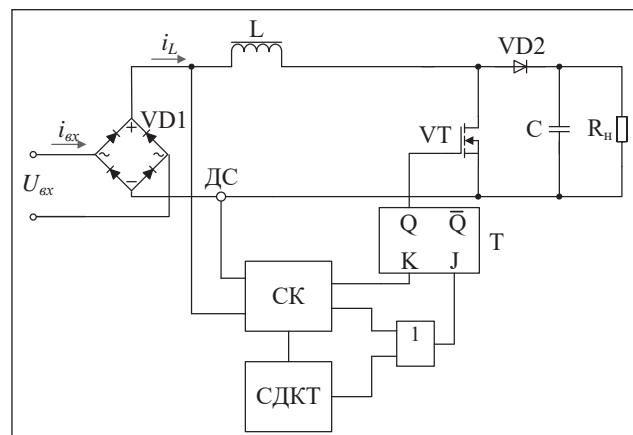 L
i_L
VD2
VD1
+
i_вх
VT
C
R_н
~
~
−
U_вх
ДС
Q
Q̅
T
K
J
СК
1
СДКТ